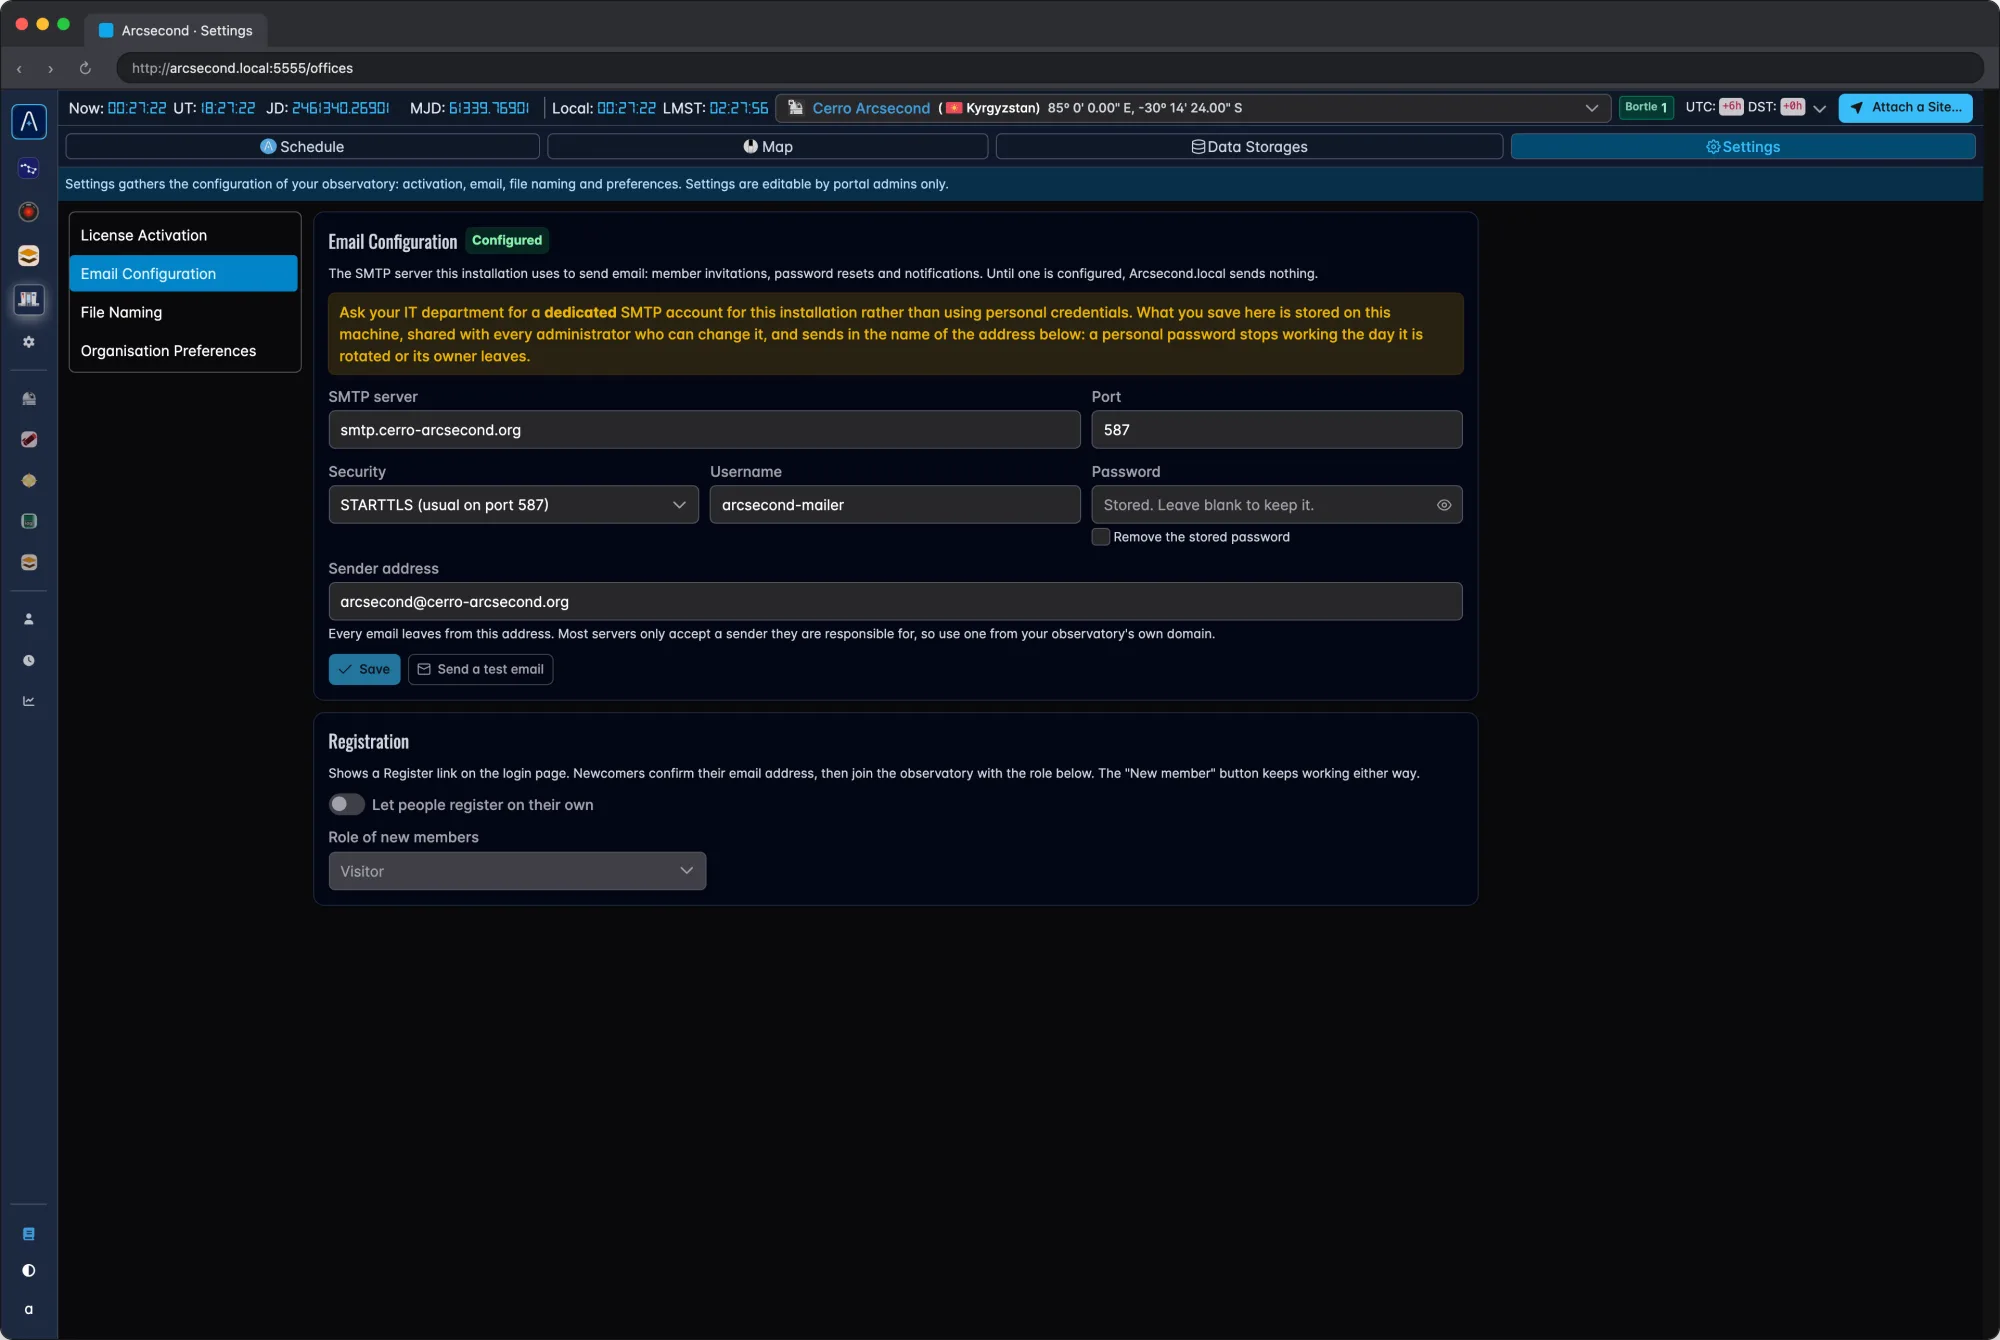 Arcsecond · Settings
http://arcsecond.local:5555/offices
Now: 00:27:22 UT: 18:27:22 JD: 2461340.26901 MJD: 61339.76901 Local: 00:27:22 LMST: 02:27:56 Cerro Arcsecond ( Kyrgyzstan) 85° 0' 0.00" E, -30° 14' 24.00" S Bortle 1 UTC: +6h DST: +0h Attach a Site...
Schedule Map Data Storages Settings
Settings gathers the configuration of your observatory: activation, email, file naming and preferences. Settings are editable by portal admins only.
License Activation
Email Configuration
File Naming
Organisation Preferences
Email Configuration Configured
The SMTP server this installation uses to send email: member invitations, password resets and notifications. Until one is configured, Arcsecond.local sends nothing.
Ask your IT department for a dedicated SMTP account for this installation rather than using personal credentials. What you save here is stored on this
machine, shared with every administrator who can change it, and sends in the name of the address below: a personal password stops working the day it is
rotated or its owner leaves.
SMTP server Port
smtp.cerro-arcsecond.org 587
Security Username Password
STARTTLS (usual on port 587) arcsecond-mailer Stored. Leave blank to keep it.
Remove the stored password
Sender address
arcsecond@cerro-arcsecond.org
Every email leaves from this address. Most servers only accept a sender they are responsible for, so use one from your observatory's own domain.
Save Send a test email
Registration
Shows a Register link on the login page. Newcomers confirm their email address, then join the observatory with the role below. The "New member" button keeps working either way.
Let people register on their own
Role of new members
Visitor
a